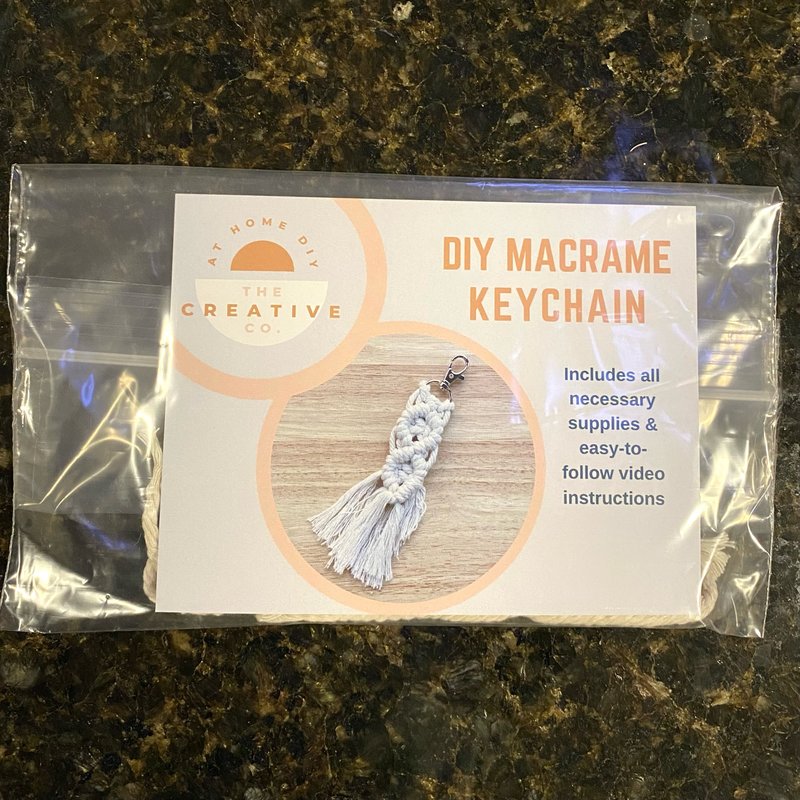 AT HOME DIY
THE
CREATIVE
CO.
DIY MACRAME
KEYCHAIN
Includes all
necessary
supplies &
easy-to-
follow video
instructions